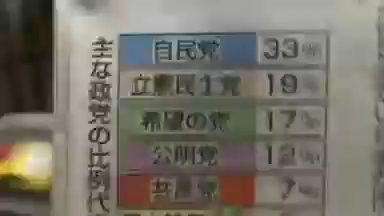 主な政党の比例代
自民党 33%
立憲民主党 19%
希望の党 17%
公明党 12%
共産党 7%